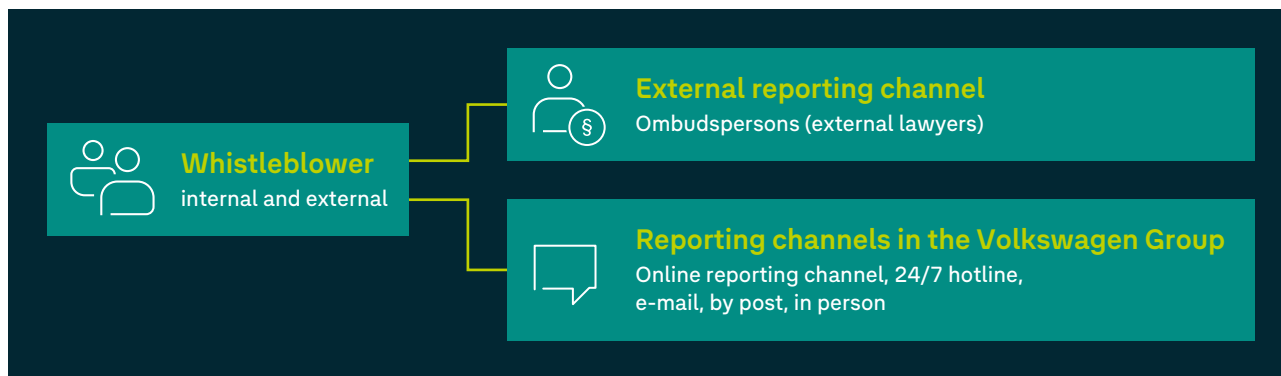 Whistleblower
internal and external
External reporting channel
Ombudspersons (external lawyers)
§
Reporting channels in the Volkswagen Group
Online reporting channel, 24/7 hotline,
e-mail, by post, in person